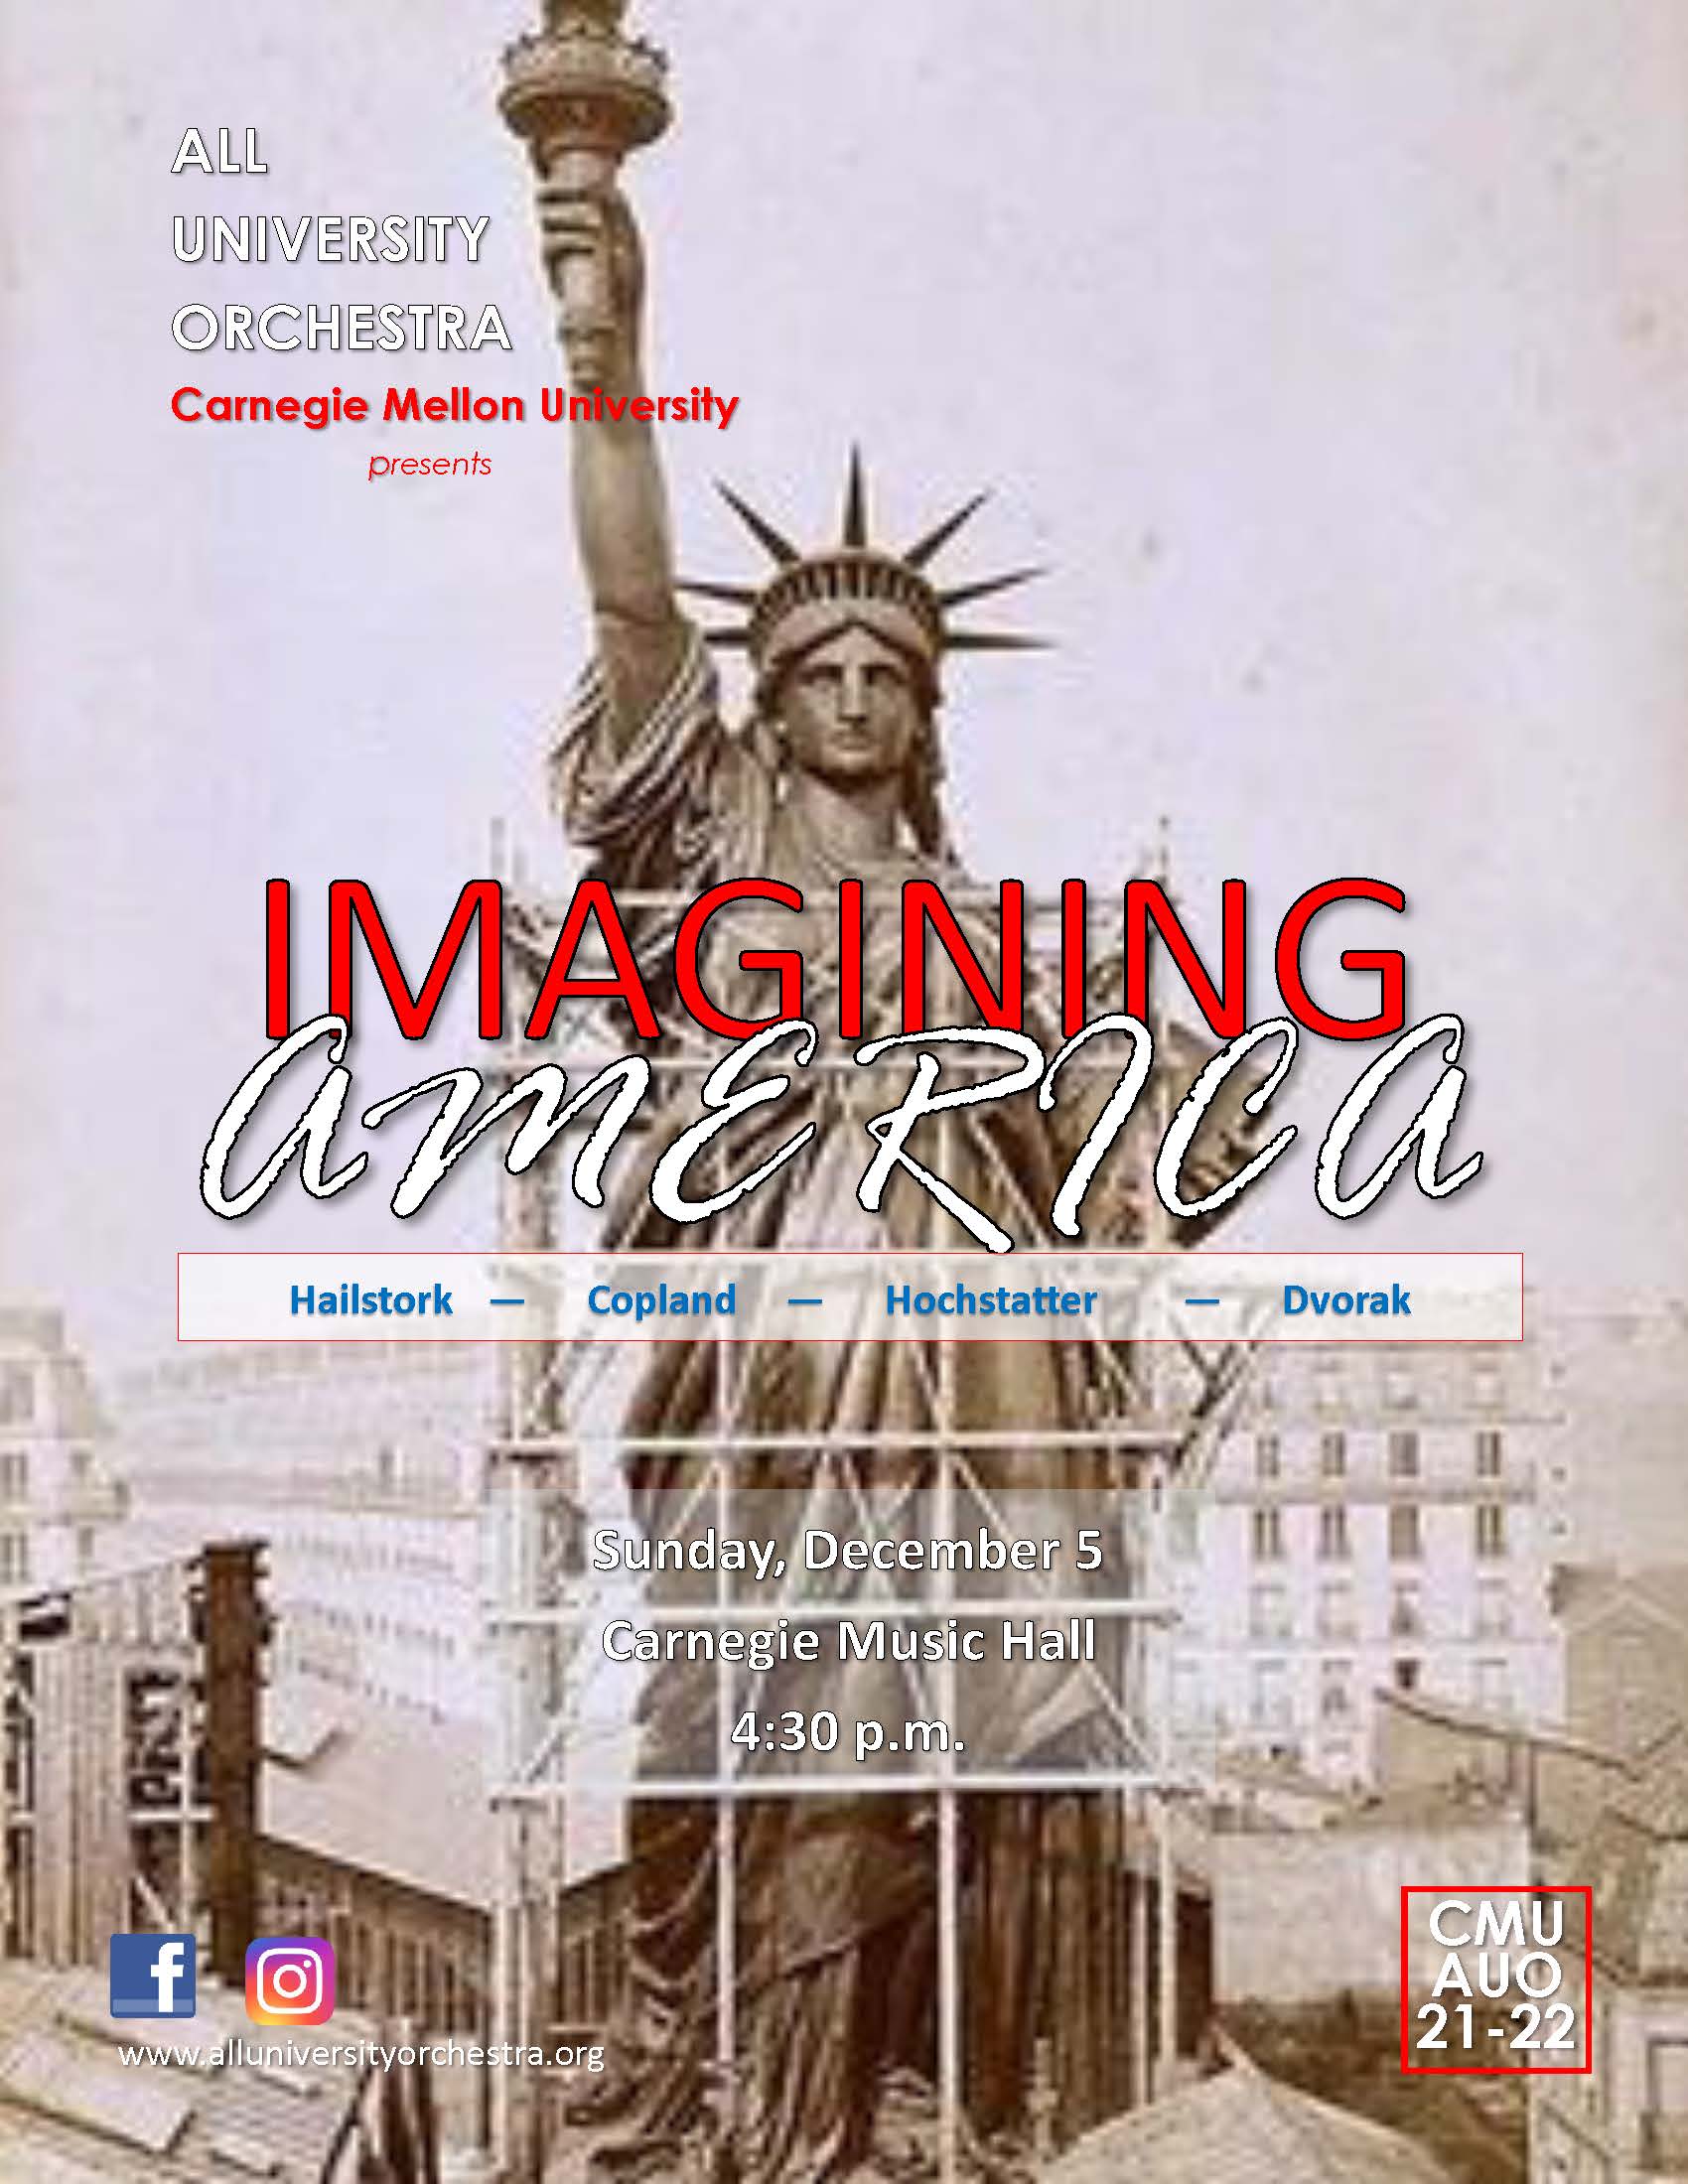 ALL
UNIVERSITY
ORCHESTRA
Carnegie Mellon University
presents
IMAGINING
AMERICA
Hailstork — Copland — Hochstatter — Dvorak
Sunday, December 5
Carnegie Music Hall
4:30 p.m.
f
www.alluniversityorchestra.org
CMU
AUO
21-22